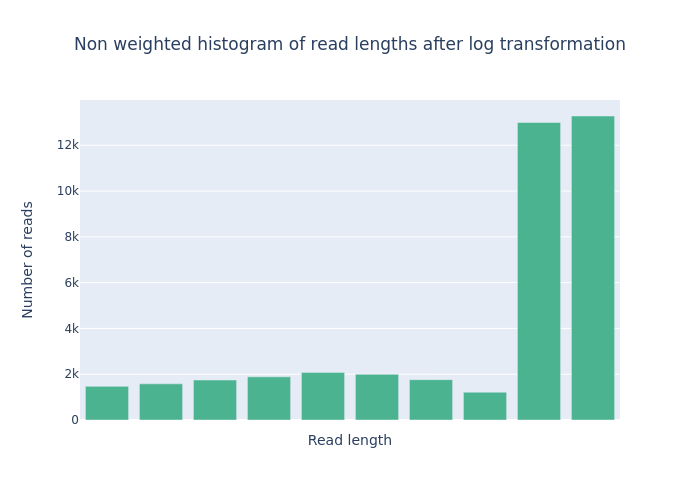 Non weighted histogram of read lengths after log transformation
12k
10k
8k
6k
4k
2k
0
Number of reads
Read length